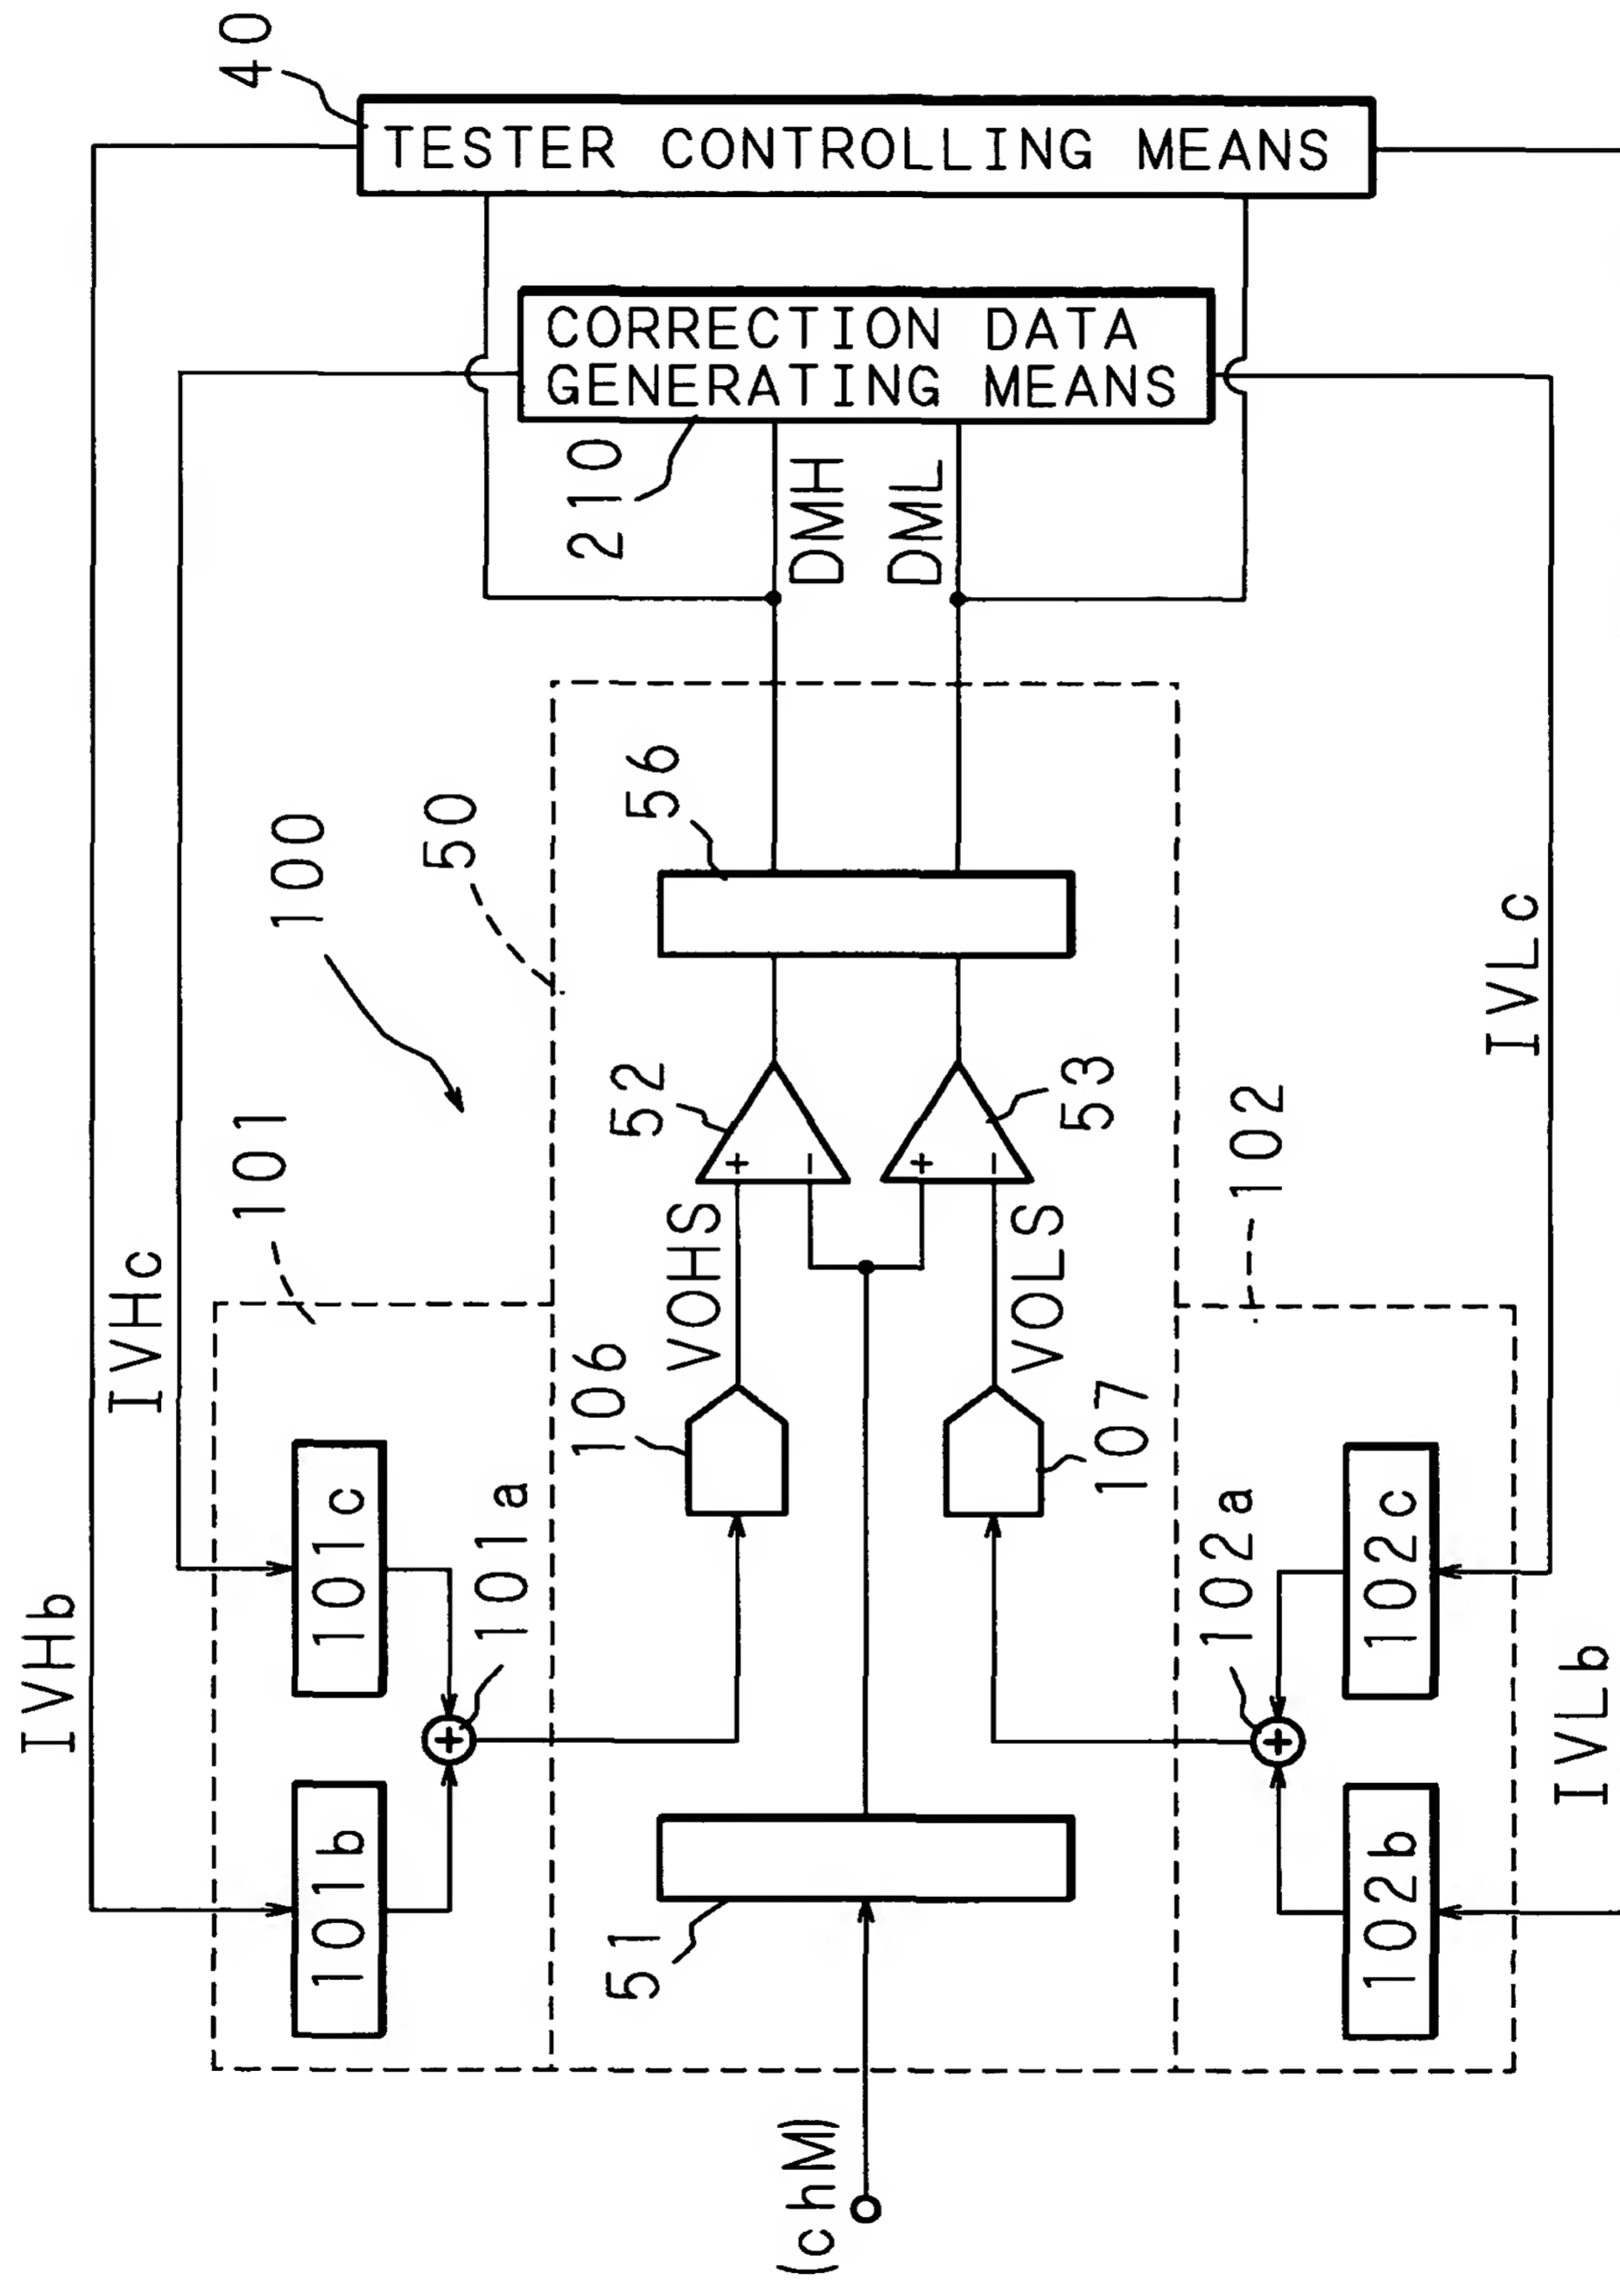 40
TESTER CONTROLLING MEANS
CORRECTION DATA
GENERATING MEANS
210
DMH
DML
100
50
56
52
53
101
102
IVHc
IVLc
VOHS
VOLS
106
107
101c
101a
102a
102c
IVHb
IVLb
101b
102b
51
+
-
+
-
+
+
(chM)